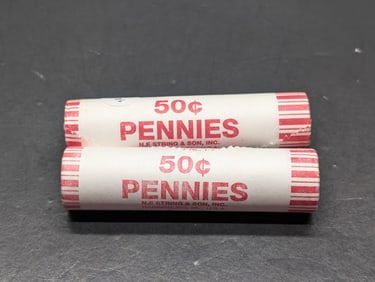 50¢
PENNIES
N.F. STRING & SON, INC.
50¢
PENNIES
N.F. STRING & SON, INC.